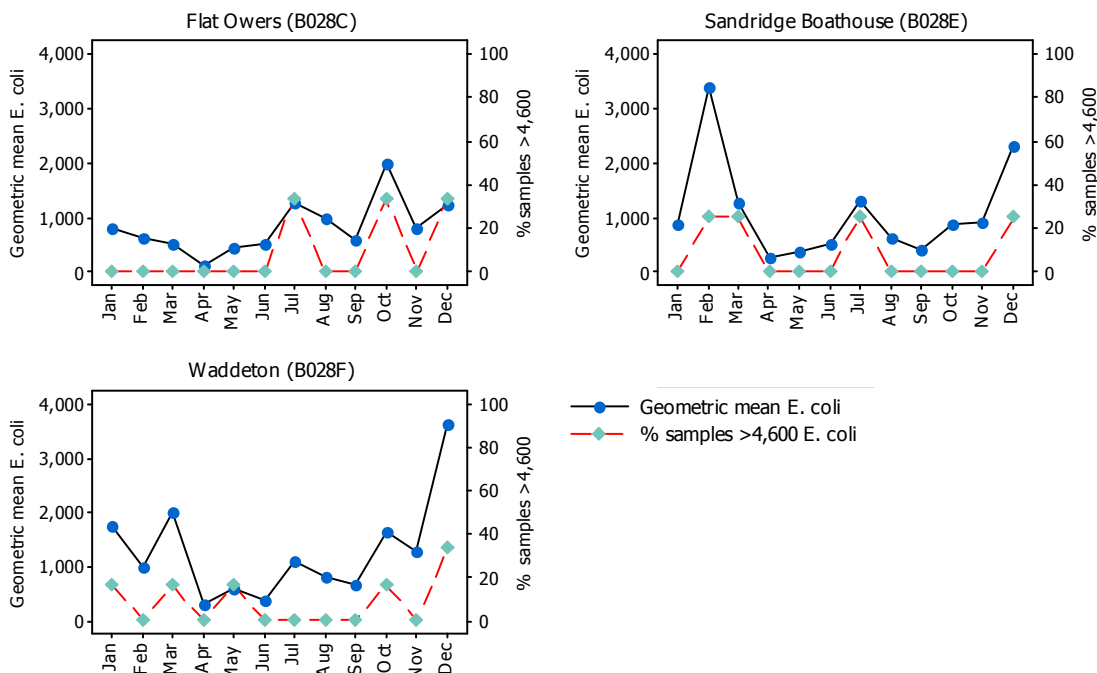 Flat Owers (B028C)
Geometric mean E. coli
4,000
3,000
2,000
1,000
0
100
80
60
40
20
0
% samples >4,600
Jan Feb Mar Apr May Jun Jul Aug Sep Oct Nov Dec
Sandridge Boathouse (B028E)
Geometric mean E. coli
4,000
3,000
2,000
1,000
0
100
80
60
40
20
0
% samples >4,600
Jan Feb Mar Apr May Jun Jul Aug Sep Oct Nov Dec
Waddeton (B028F)
Geometric mean E. coli
4,000
3,000
2,000
1,000
0
100
80
60
40
20
0
% samples >4,600
Jan Feb Mar Apr May Jun Jul Aug Sep Oct Nov Dec
Geometric mean E. coli
% samples >4,600 E. coli